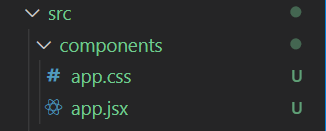 src
components
# app.css U
app.jsx U